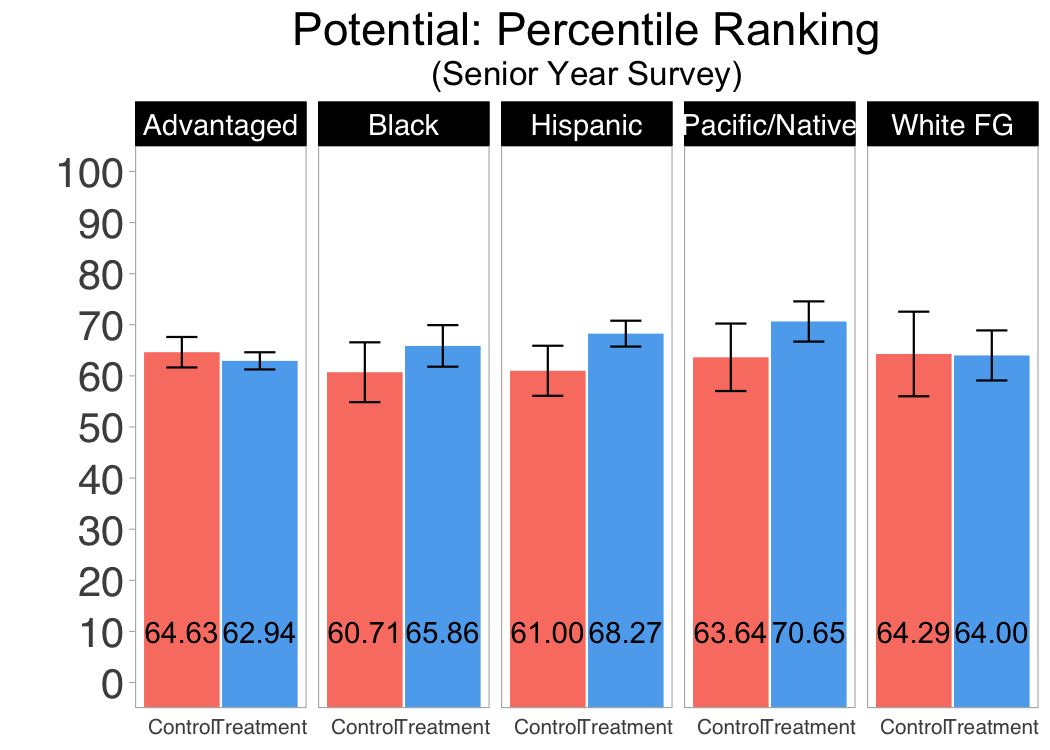 Potential: Percentile Ranking
(Senior Year Survey)
Advantaged Black Hispanic Pacific/Native White FG
100
90
80
70
60
50
40
30
20
10
0
64.63 62.94 60.71 65.86 61.00 68.27 63.64 70.65 64.29 64.00
Control Treatment Control Treatment Control Treatment Control Treatment Control Treatment